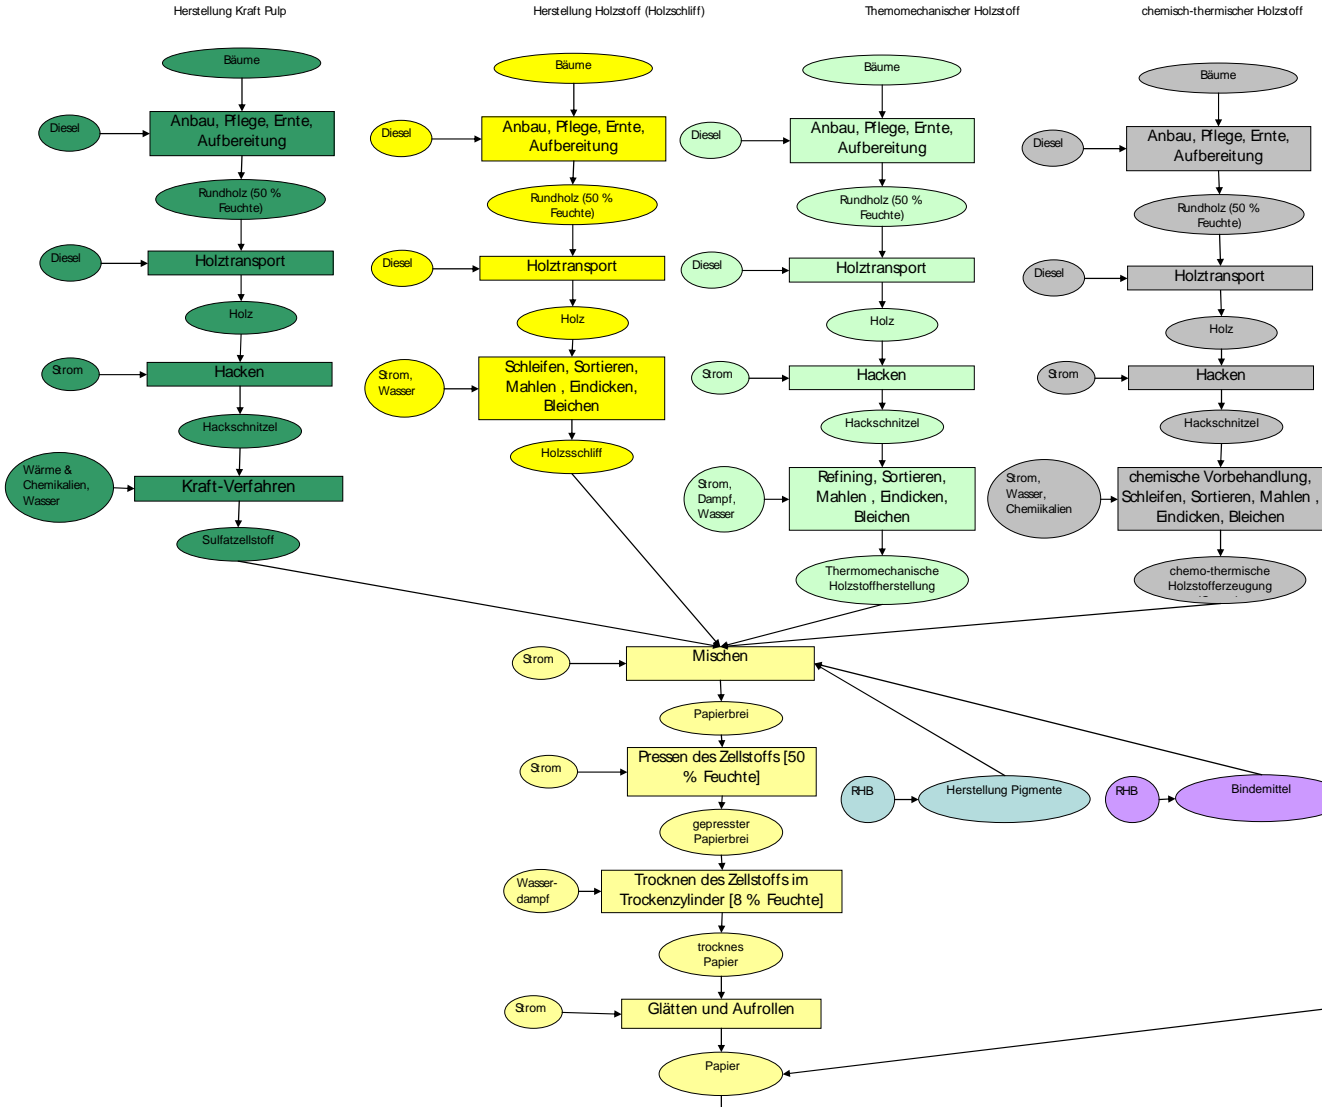 Herstellung Kraft Pulp
Bäume
Diesel
Anbau, Pflege, Ernte,
Aufbereitung
Rundholz (50 %
Feuchte)
Diesel
Holztransport
Holz
Strom
Hacken
Hackschnitzel
Wärme &
Chemikalien,
Wasser
Kraft-Verfahren
Sulfatzellstoff
Herstellung Holzstoff (Holzschliff)
Bäume
Diesel
Anbau, Pflege, Ernte,
Aufbereitung
Rundholz (50 %
Feuchte)
Diesel
Holztransport
Holz
Strom,
Wasser
Schleifen, Sortieren,
Mahlen , Eindicken,
Bleichen
Holzsschliff
Themomechanischer Holzstoff
Bäume
Diesel
Anbau, Pflege, Ernte,
Aufbereitung
Rundholz (50 %
Feuchte)
Diesel
Holztransport
Holz
Strom
Hacken
Hackschnitzel
Strom,
Dampf,
Wasser
Refining, Sortieren,
Mahlen , Eindicken,
Bleichen
Thermomechanische
Holzstoffherstellung
chemisch-thermischer Holzstoff
Bäume
Diesel
Anbau, Pflege, Ernte,
Aufbereitung
Rundholz (50 %
Feuchte)
Diesel
Holztransport
Holz
Strom
Hacken
Hackschnitzel
Strom,
Wasser,
Chemiikalien
chemische Vorbehandlung,
Schleifen, Sortieren, Mahlen ,
Eindicken, Bleichen
chemo-thermische
Holzstofferzeugung
Strom
Mischen
Papierbrei
Strom
Pressen des Zellstoffs [50
% Feuchte]
RHB
Herstellung Pigmente
RHB
Bindemittel
gepresster
Papierbrei
Wasser-
dampf
Trocknen des Zellstoffs im
Trockenzylinder [8 % Feuchte]
trocknes
Papier
Strom
Glätten und Aufrollen
Papier